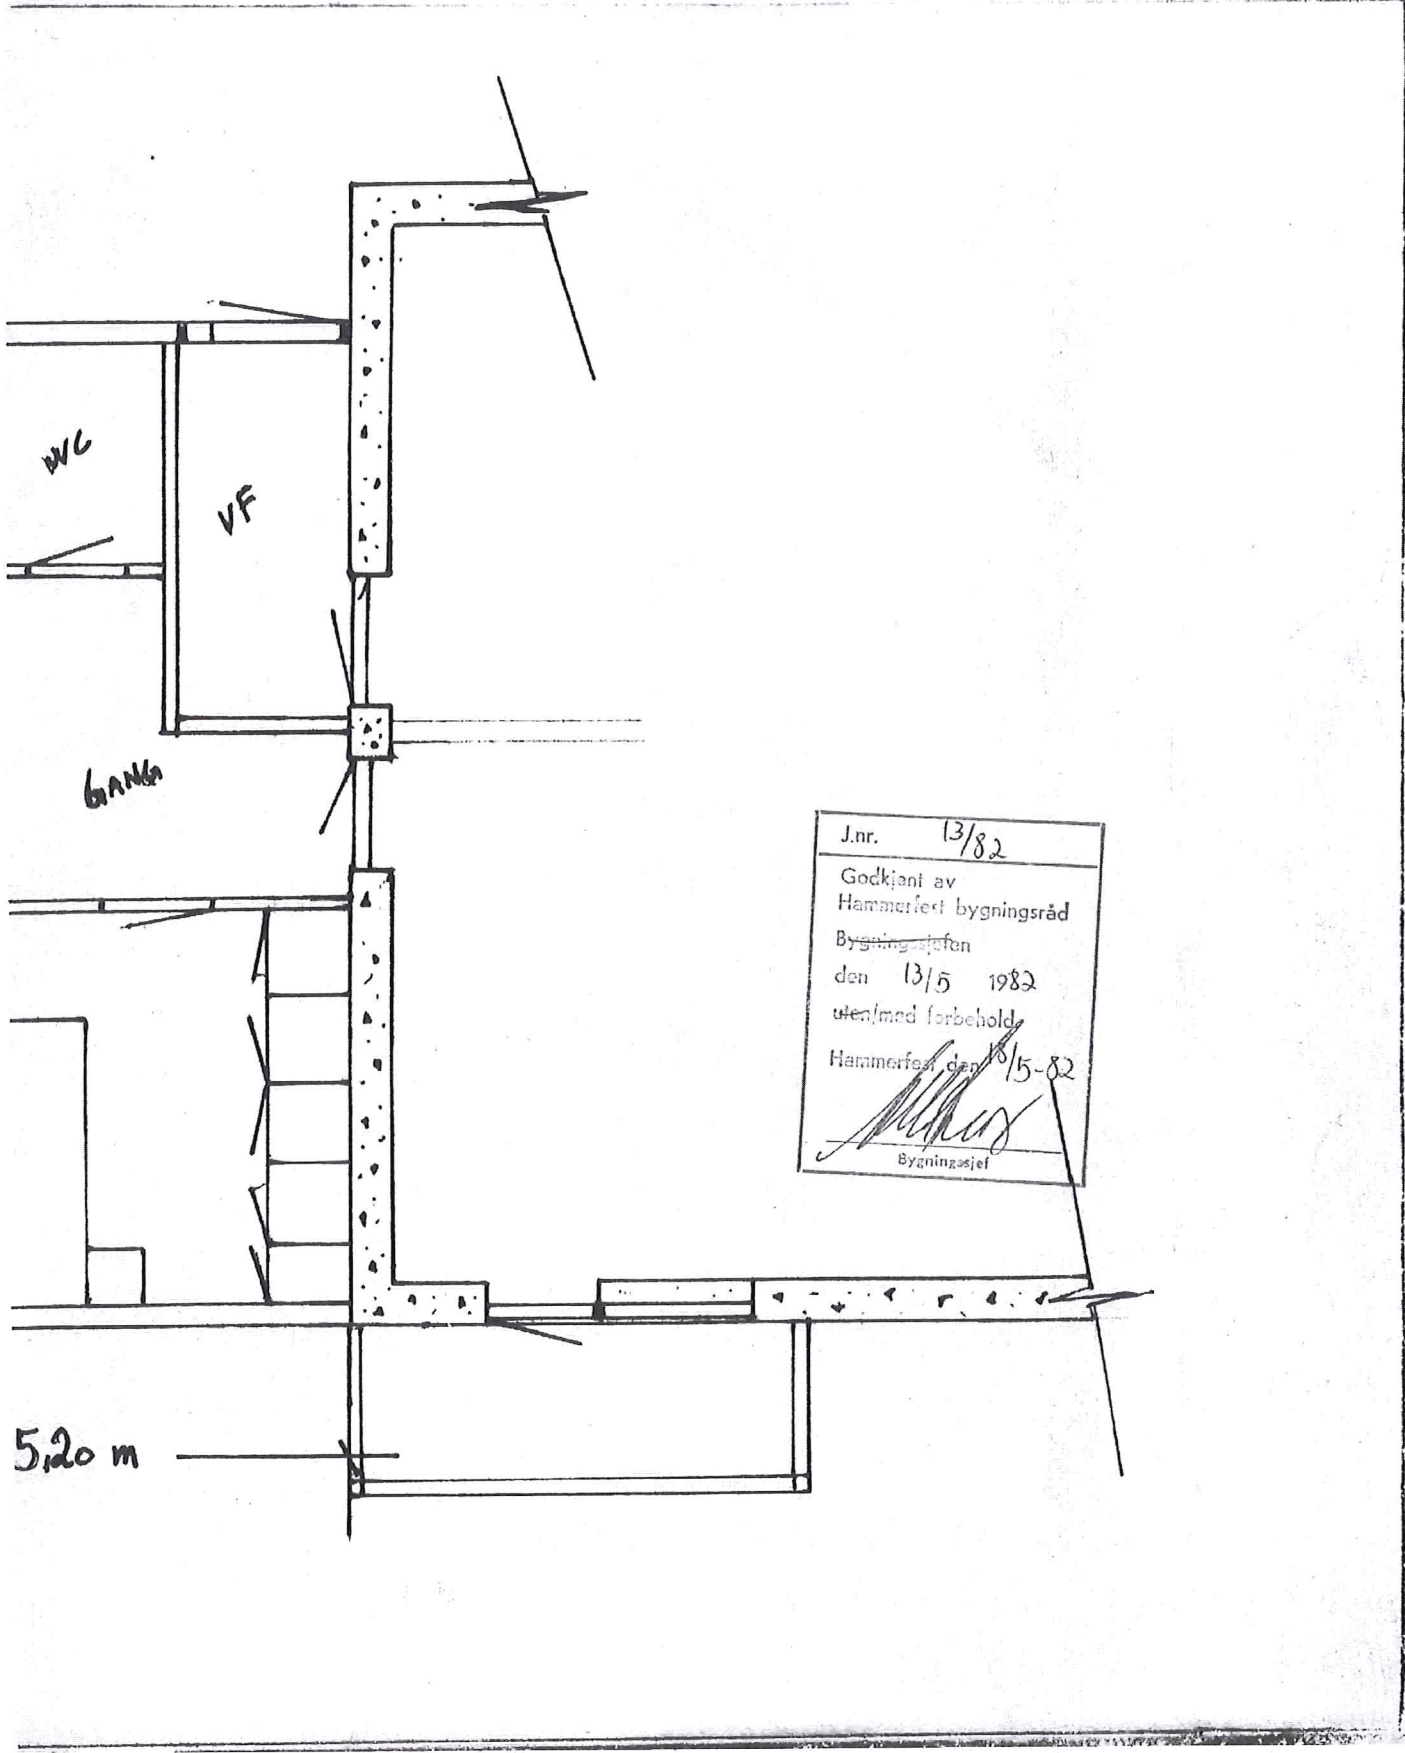 WC
VF
GANG
J.nr. 13/82
Godkjent av
Hammerfest bygningsråd
Bygningssjefen
den 13/5 1982
uten/med forbehold
Hammerfest den 18/5-82
Bygningssjef
5,20 m